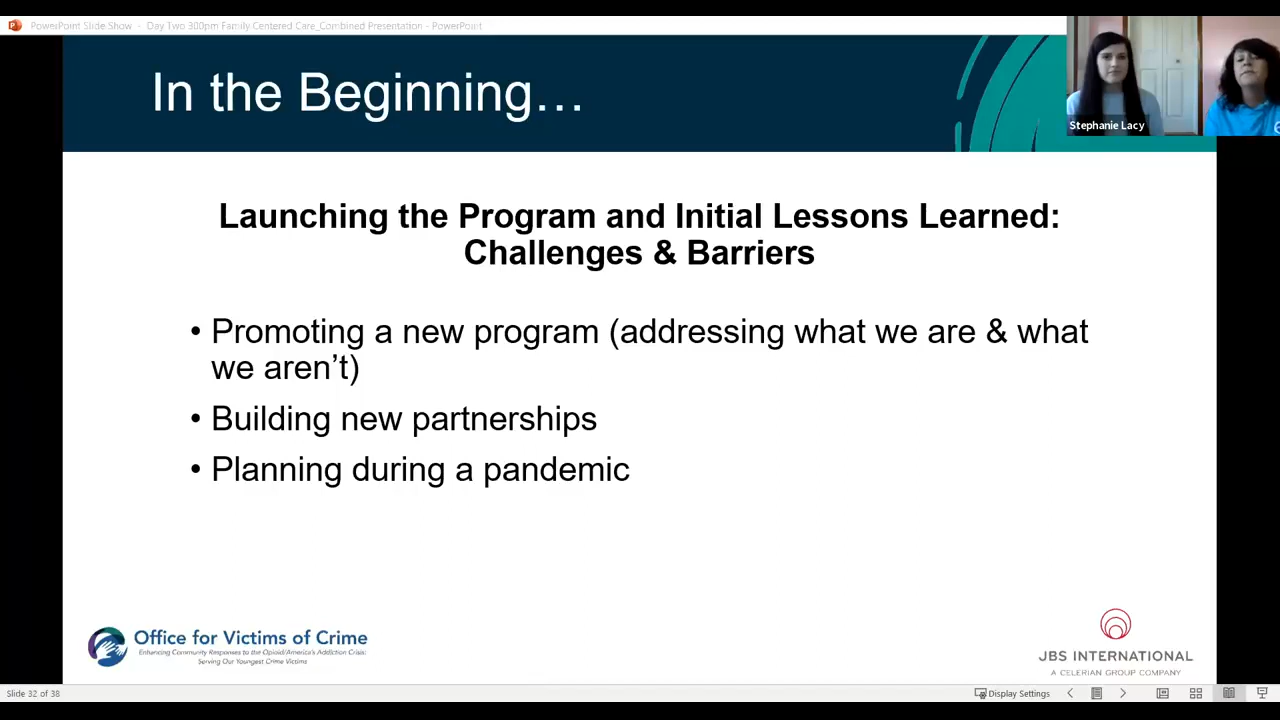 PowerPoint Slide Show - Day Two 300pm Family Centered Care_Combined Presentation - PowerPoint
In the Beginning…
Stephanie Lacy
Launching the Program and Initial Lessons Learned:
Challenges & Barriers
• Promoting a new program (addressing what we are & what
we aren’t)
• Building new partnerships
• Planning during a pandemic
Office for Victims of Crime
Enhancing Community Responses to the Opioid/America's Addiction Crisis:
Serving Our Youngest Crime Victims
JBS INTERNATIONAL
A CELERIAN GROUP COMPANY
Slide 32 of 38
Display Settings